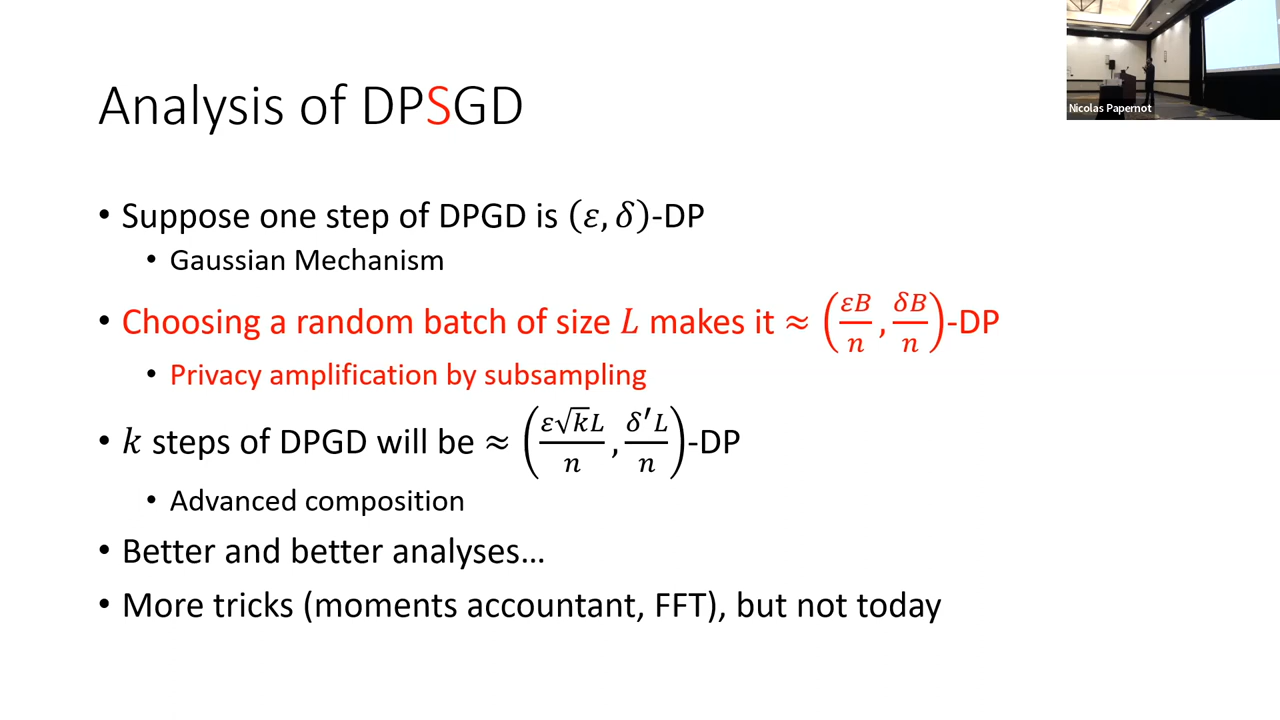 Nicolas Papernot
Analysis of DPSGD
• Suppose one step of DPGD is (ε, δ)-DP
• Gaussian Mechanism
• Choosing a random batch of size L makes it ≈ (εB/n, δB/n)-DP
• Privacy amplification by subsampling
• k steps of DPGD will be ≈ (ε√kL/n, δ′L/n)-DP
• Advanced composition
• Better and better analyses…
• More tricks (moments accountant, FFT), but not today